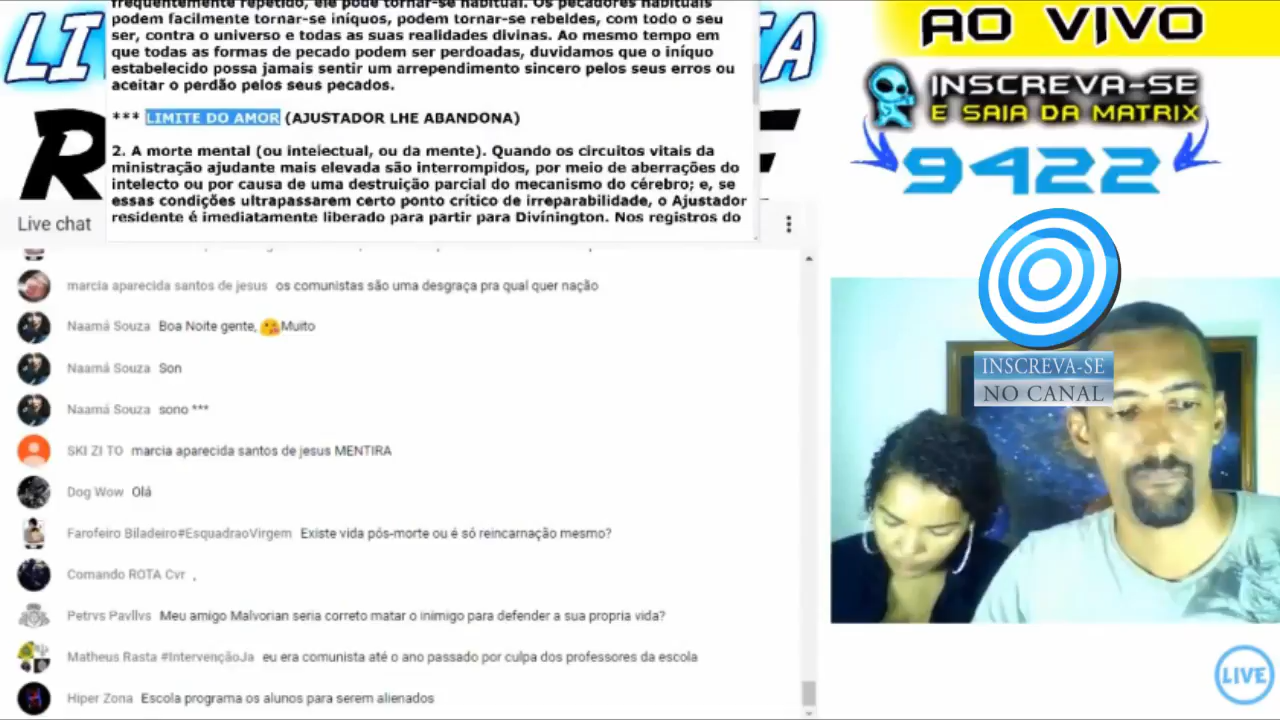 frequentemente repetido, ele pode tornar-se habitual. Os pecadores habituais
podem facilmente tornar-se iníquos, podem tornar-se rebeldes, com todo o seu
ser, contra o universo e todas as suas realidades divinas. Ao mesmo tempo em
que todas as formas de pecado podem ser perdoadas, duvidamos que o iníquo
estabelecido possa jamais sentir um arrependimento sincero pelos seus erros ou
aceitar o perdão pelos seus pecados.
*** LIMITE DO AMOR (AJUSTADOR LHE ABANDONA)
2. A morte mental (ou intelectual, ou da mente). Quando os circuitos vitais da
ministração ajudante mais elevada são interrompidos, por meio de aberrações do
intelecto ou por causa de uma destruição parcial do mecanismo do cérebro; e, se
essas condições ultrapassarem certo ponto crítico de irreparabilidade, o Ajustador
residente é imediatamente liberado para partir para Divínington. Nos registros do
Live chat
marcia aparecida santos de jesus os comunistas são uma desgraça pra qual quer nação
Naamá Souza Boa Noite gente, 😘Muito
Naamá Souza Son
Naamá Souza sono ***
SKI ZI TO marcia aparecida santos de jesus MENTIRA
Dog Wow Olá
Farofeiro Biladeiro#EsquadraoVirgem Existe vida pós-morte ou é só reincarnação mesmo?
Comando ROTA Cvr ,
Petrvs Pavllvs Meu amigo Malvorian seria correto matar o inimigo para defender a sua propria vida?
Matheus Rasta #IntervençãoJa eu era comunista até o ano passado por culpa dos professores da escola
Hiper Zona Escola programa os alunos para serem alienados
AO VIVO
INSCREVA-SE
E SAIA DA MATRIX
9422
INSCREVA-SE
NO CANAL
LIVE